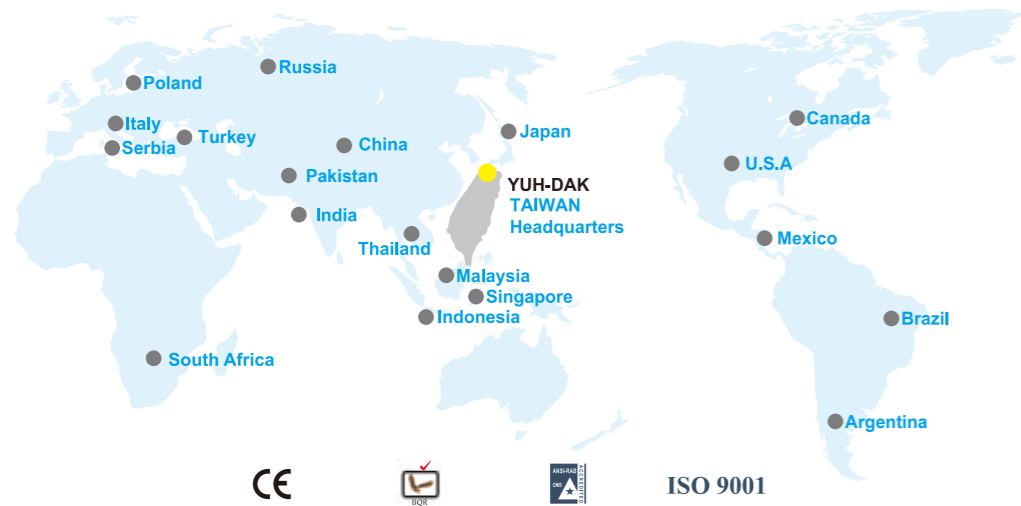 Russia
Poland
Italy
Turkey
Serbia
China
Japan
Canada
U.S.A
Pakistan
YUH-DAK
TAIWAN
Headquarters
India
Thailand
Mexico
Malaysia
Singapore
Indonesia
Brazil
South Africa
Argentina
CE
BQR
ANSI-RAB
QMS
ACCREDITED
ISO 9001